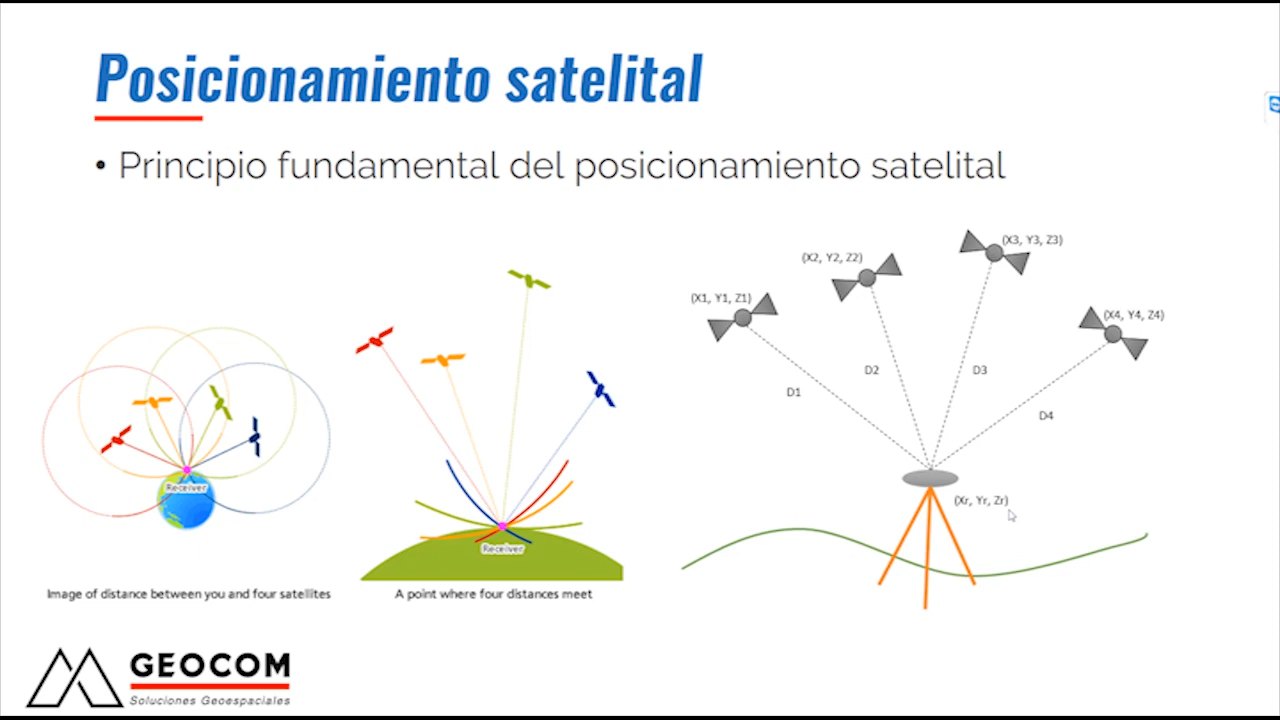 Posicionamiento satelital
• Principio fundamental del posicionamiento satelital
Receiver
Image of distance between you and four satellites
Receiver
A point where four distances meet
(X1, Y1, Z1)
(X2, Y2, Z2)
(X3, Y3, Z3)
(X4, Y4, Z4)
D1
D2
D3
D4
(Xr, Yr, Zr)
GEOCOM
Soluciones Geoespaciales